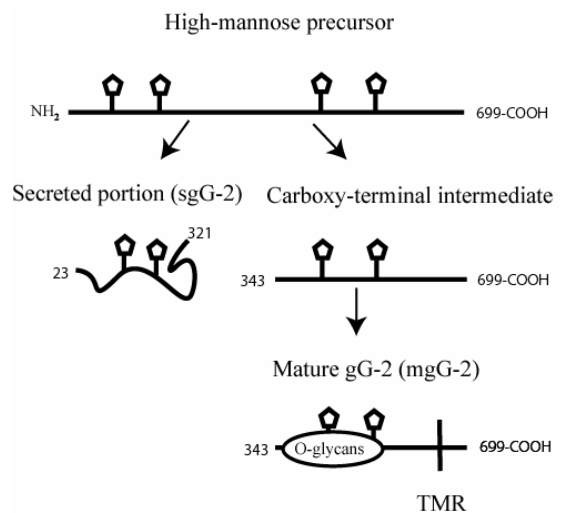 High-mannose precursor
NH2 699-COOH
Secreted portion (sgG-2) Carboxy-terminal intermediate
321
23
343 699-COOH
Mature gG-2 (mgG-2)
343 O-glycans 699-COOH
TMR